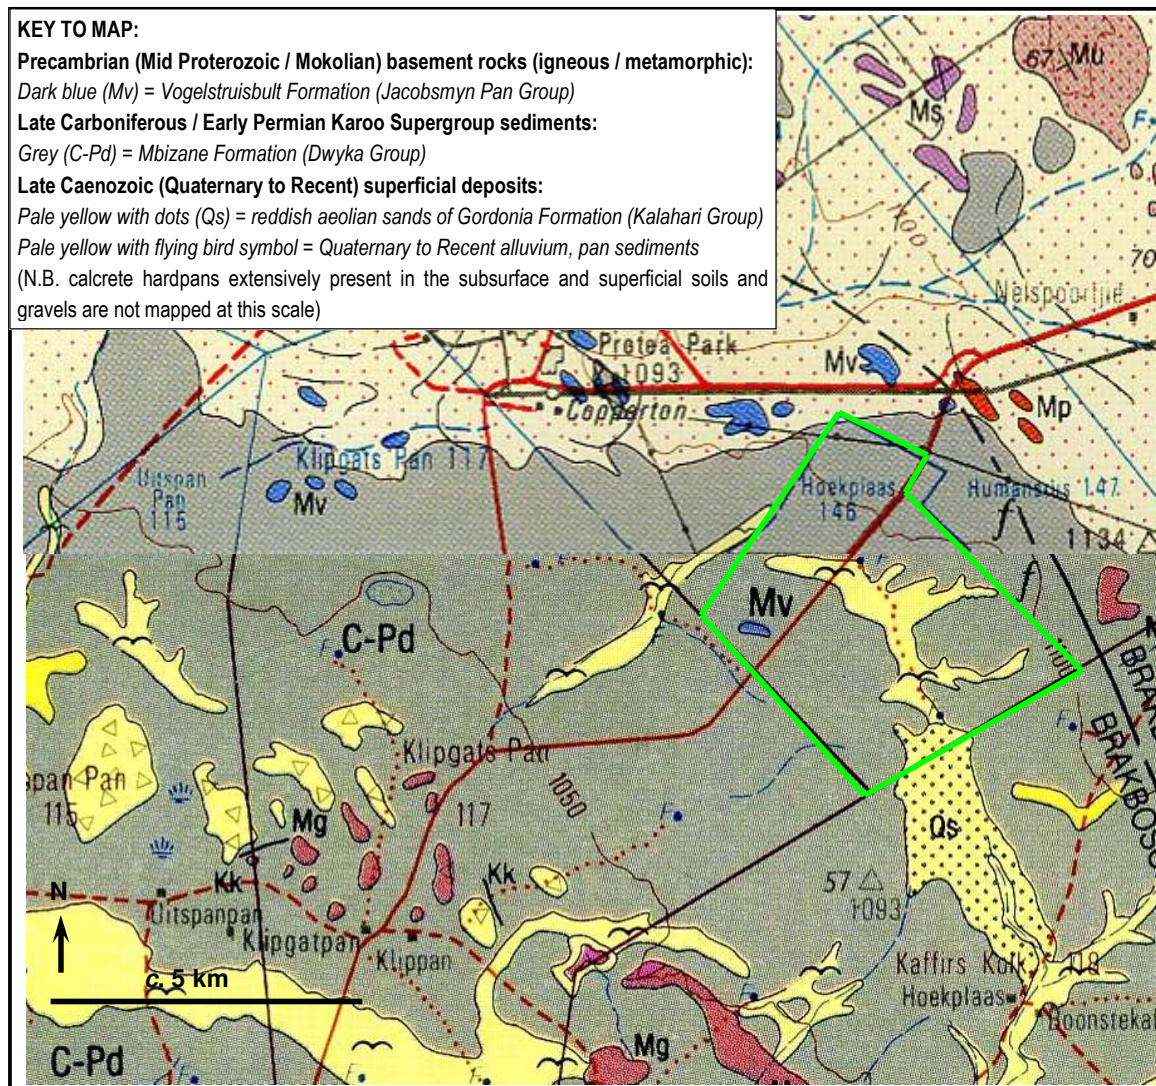 KEY TO MAP:
Precambrian (Mid Proterozoic / Mokolian) basement rocks (igneous / metamorphic):
Dark blue (Mv) = Vogelstruisbult Formation (Jacobsmyn Pan Group)
Late Carboniferous / Early Permian Karoo Supergroup sediments:
Grey (C-Pd) = Mbizane Formation (Dwyka Group)
Late Caenozoic (Quaternary to Recent) superficial deposits:
Pale yellow with dots (Qs) = reddish aeolian sands of Gordonia Formation (Kalahari Group)
Pale yellow with flying bird symbol = Quaternary to Recent alluvium, pan sediments
(N.B. calcrete hardpans extensively present in the subsurface and superficial soils and
gravels are not mapped at this scale)
67 Mu
Ms
F
1100
70
Nelspoortjie
Protea Park
1093
Mv
Copperton
Mp
Klipgats Pan 117
Uitspan
Pan
115
Mv
Hoekplaas
146
Humansrus 147
f
1134
F
Mv
f
C-Pd
F
1100
F
BRAKBOSC
Klipgats Pan
117
span Pan
115
1050
F
Mg
Qs
Kk
Kk
57
1093
F
N
Uitspanpan
Klipgatpan
Klippan
c. 5 km
Kaffirs Kolk 118
Hoekplaas
F
Boonsteka
Mg
C-Pd
F
F
F